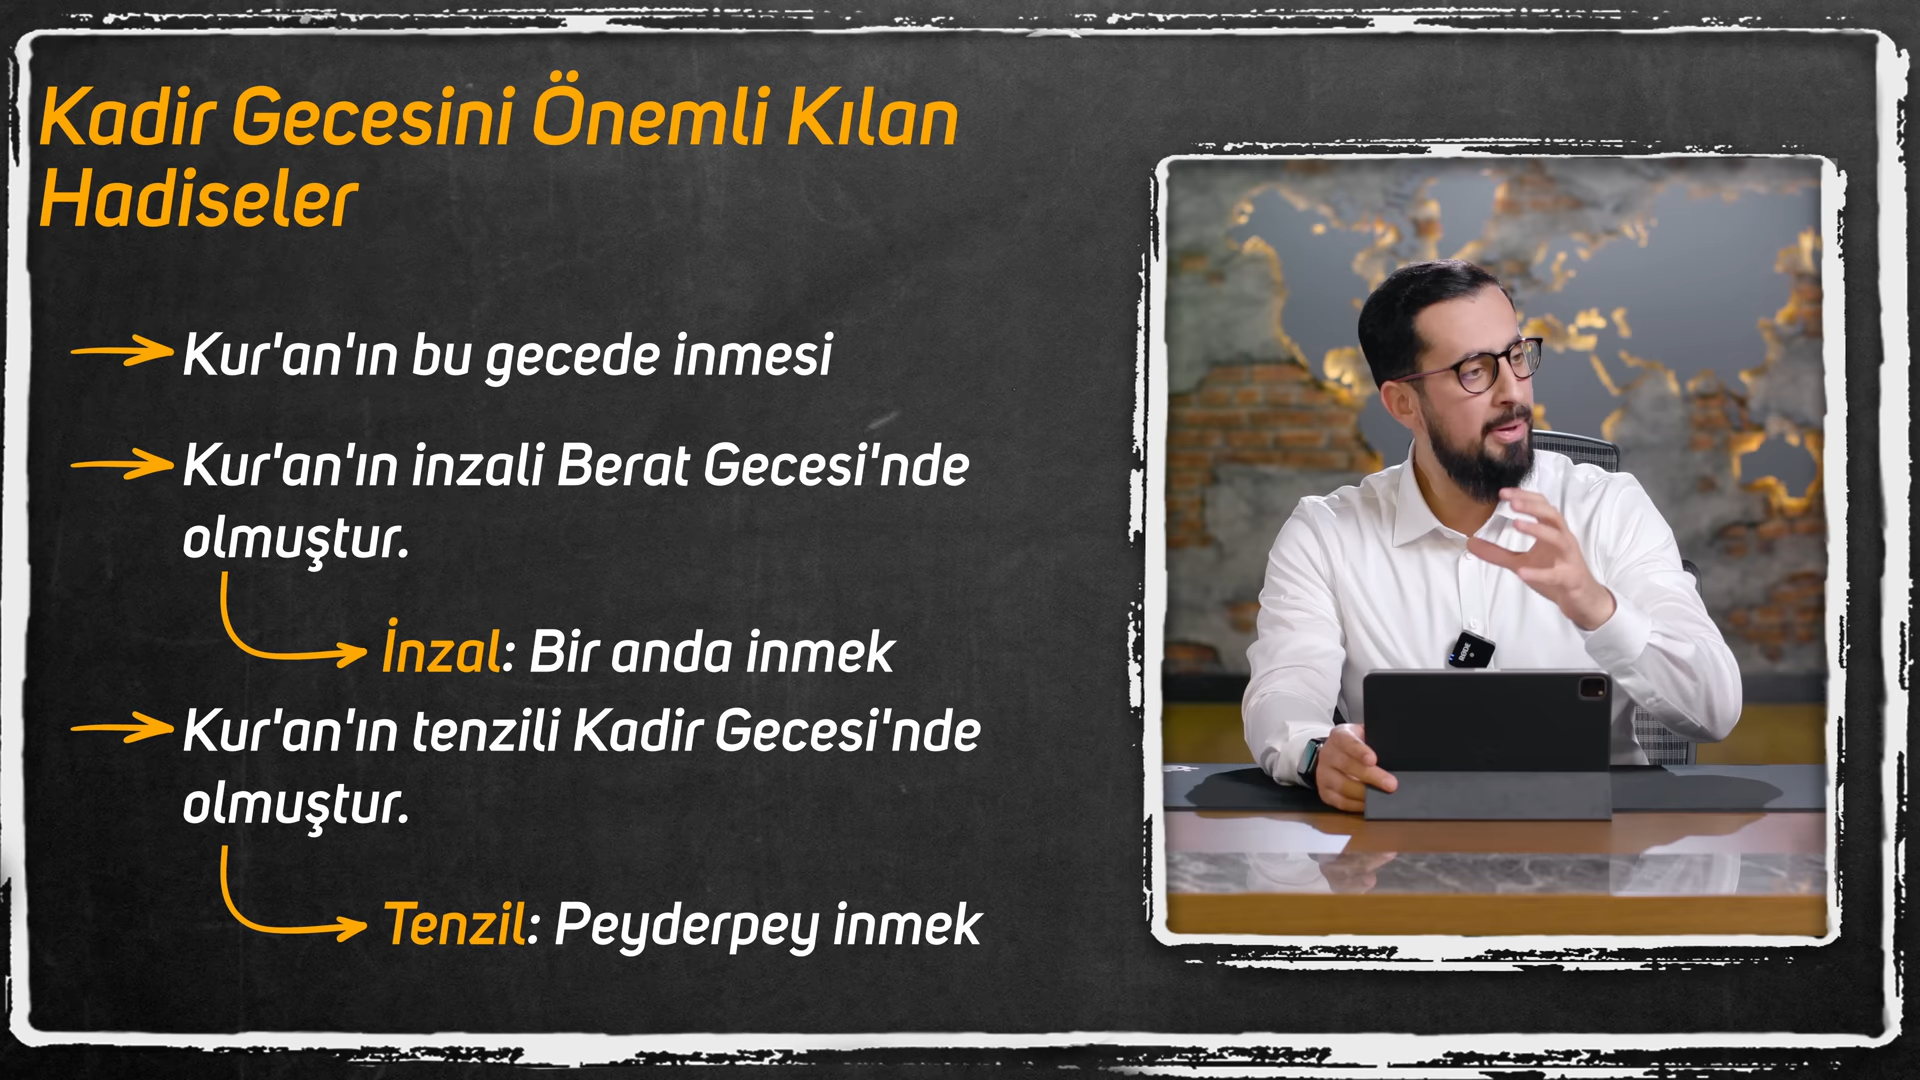 Kadir Gecesini Önemli Kılan
Hadiseler
Kur'an'ın bu gecede inmesi
Kur'an'ın inzali Berat Gecesi'nde
olmuştur.
İnzal: Bir anda inmek
Kur'an'ın tenzili Kadir Gecesi'nde
olmuştur.
Tenzil: Peyderpey inmek
RØDE